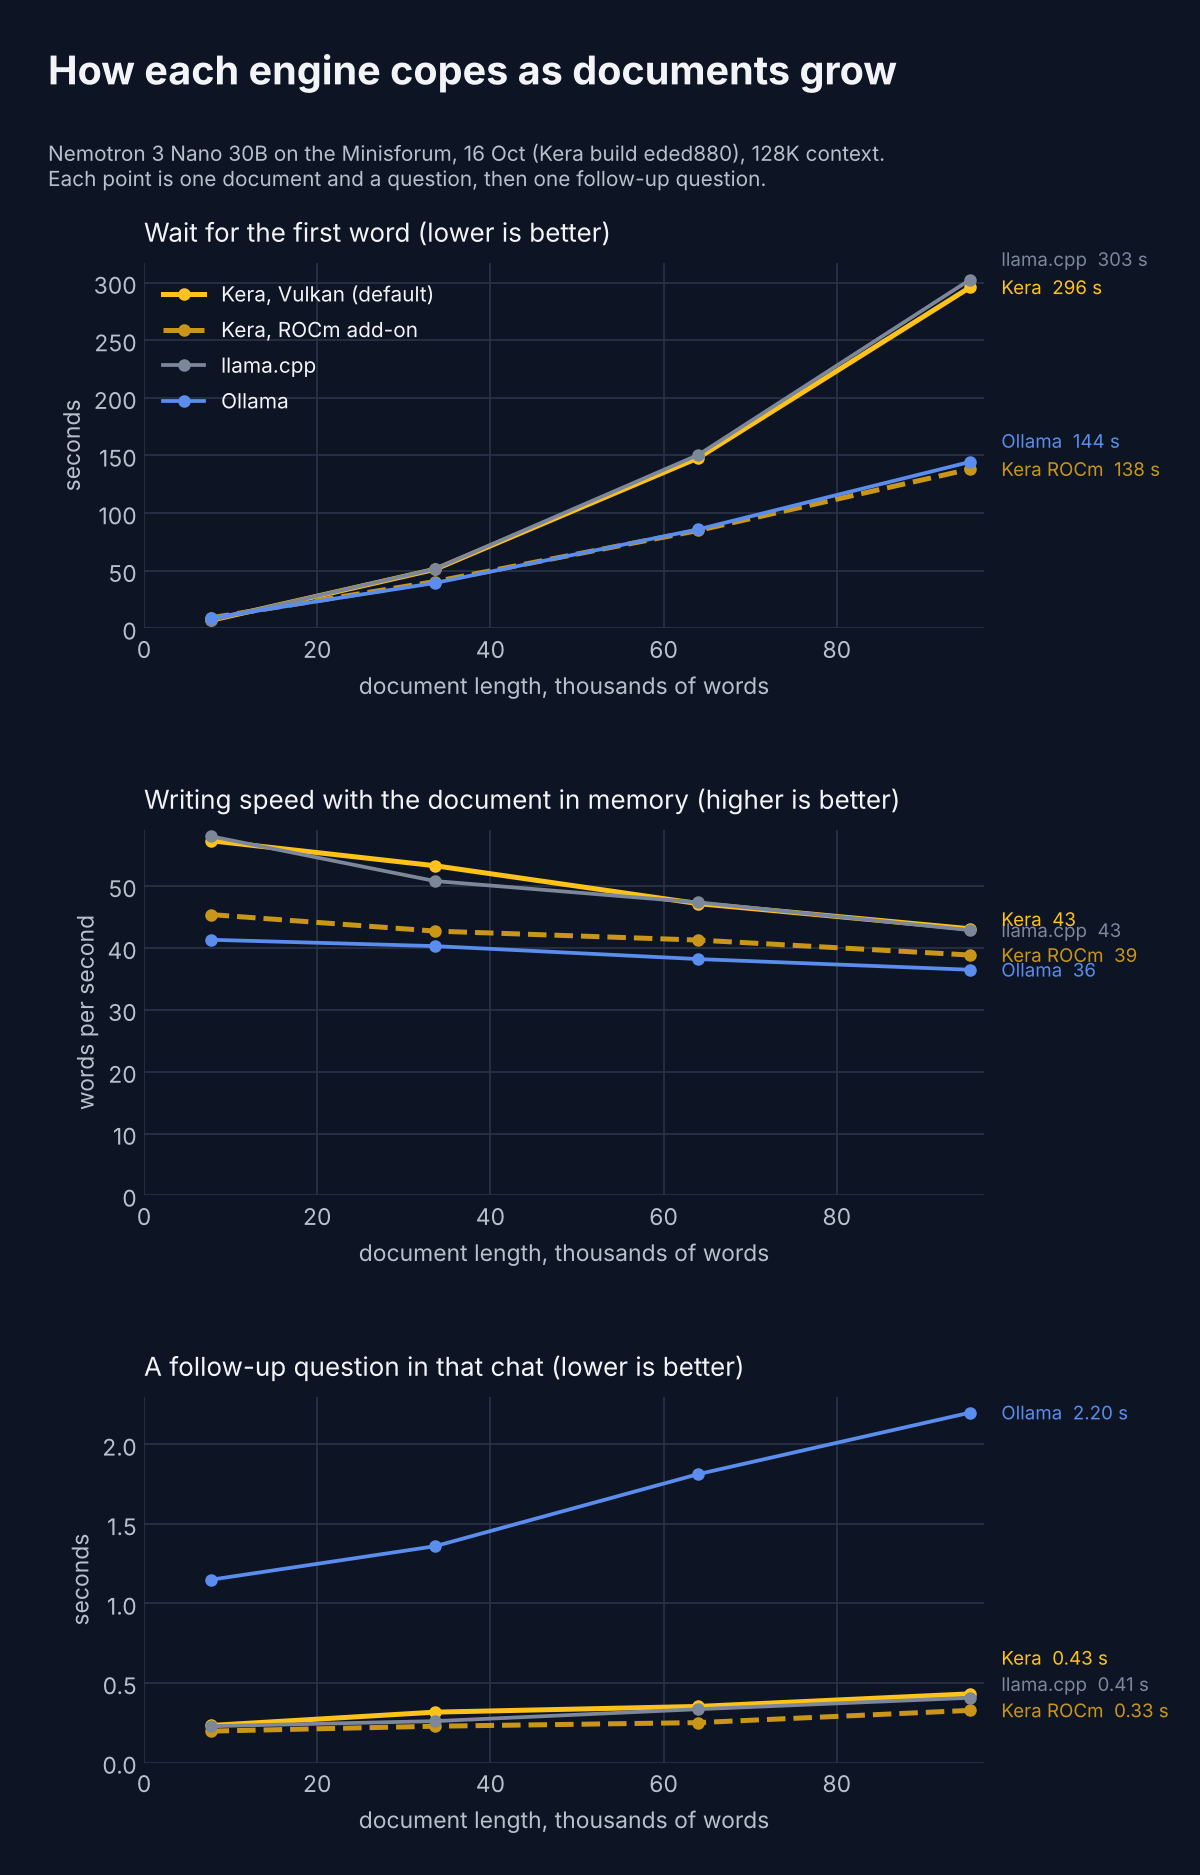 How each engine copes as documents grow
Nemotron 3 Nano 30B on the Minisforum, 16 Oct (Kera build eded880), 128K context.
Each point is one document and a question, then one follow-up question.
Wait for the first word (lower is better)
llama.cpp 303 s
Kera 296 s
Ollama 144 s
Kera ROCm 138 s
Kera, Vulkan (default)
Kera, ROCm add-on
llama.cpp
Ollama
seconds
300
250
200
150
100
50
0
0 20 40 60 80
document length, thousands of words
Writing speed with the document in memory (higher is better)
words per second
50
40
30
20
10
0
Kera 43
llama.cpp 43
Kera ROCm 39
Ollama 36
0 20 40 60 80
document length, thousands of words
A follow-up question in that chat (lower is better)
seconds
2.0
1.5
1.0
0.5
0.0
Ollama 2.20 s
Kera 0.43 s
llama.cpp 0.41 s
Kera ROCm 0.33 s
0 20 40 60 80
document length, thousands of words